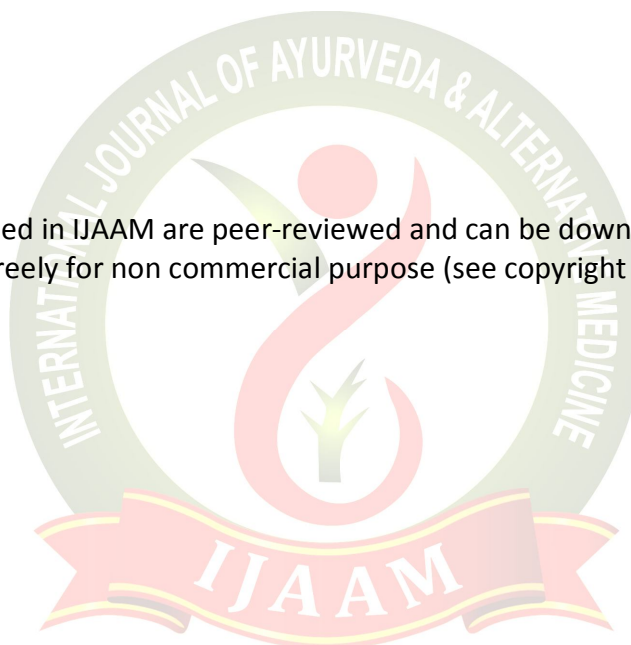 INTERNATIONAL JOURNAL OF AYURVEDA & ALTERNATIVE MEDICINE
ed in IJAAM are peer-reviewed and can be down
reely for non commercial purpose (see copyright
IJAAM